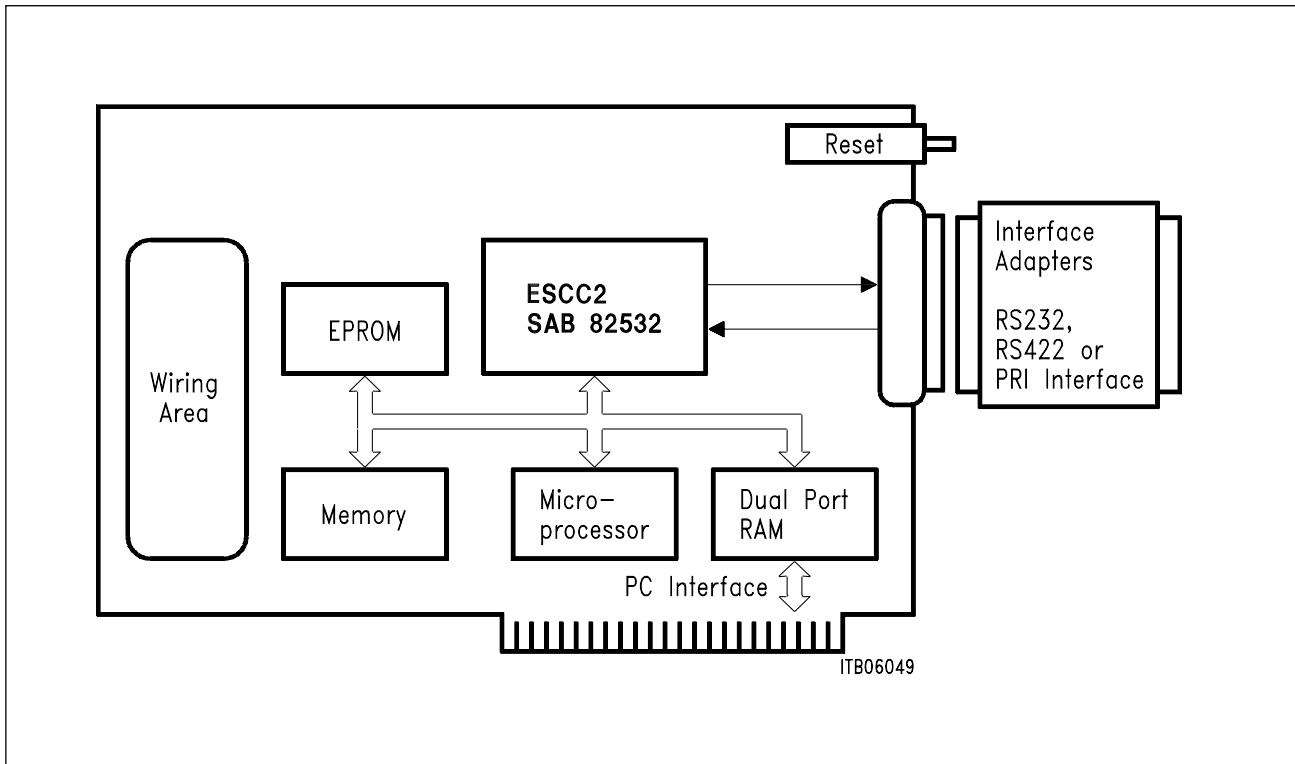 Reset
Interface
Adapters
RS232,
RS422 or
PRI Interface
ESCC2
SAB 82532
EPROM
Wiring
Area
Memory
Micro-
processor
Dual Port
RAM
PC Interface
ITB06049